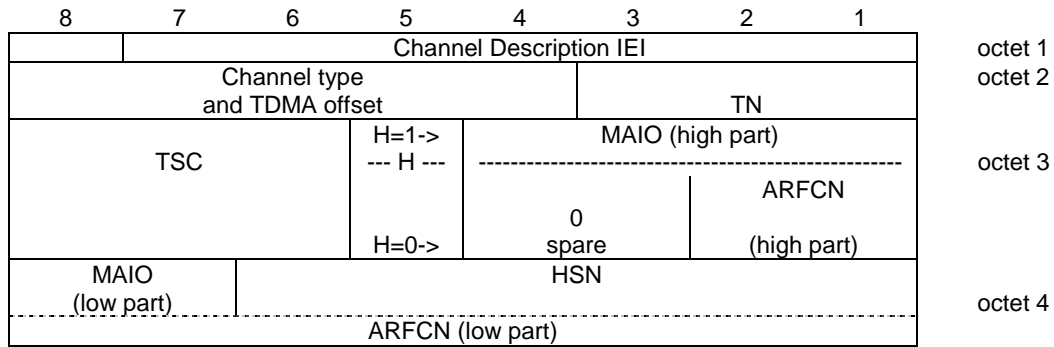 8 7 6 5 4 3 2 1
Channel Description IEI octet 1
Channel type octet 2
and TDMA offset TN
H=1-> MAIO (high part)
TSC --- H --- ----------------------------------------------------- octet 3
ARFCN
0
H=0-> spare (high part)
MAIO HSN
(low part) octet 4
ARFCN (low part)